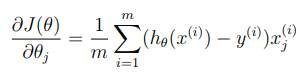 ∂J(θ)/∂θ_j = 1/m ∑_{i=1}^{m} (h_θ(x^{(i)}) − y^{(i)})x_j^{(i)}